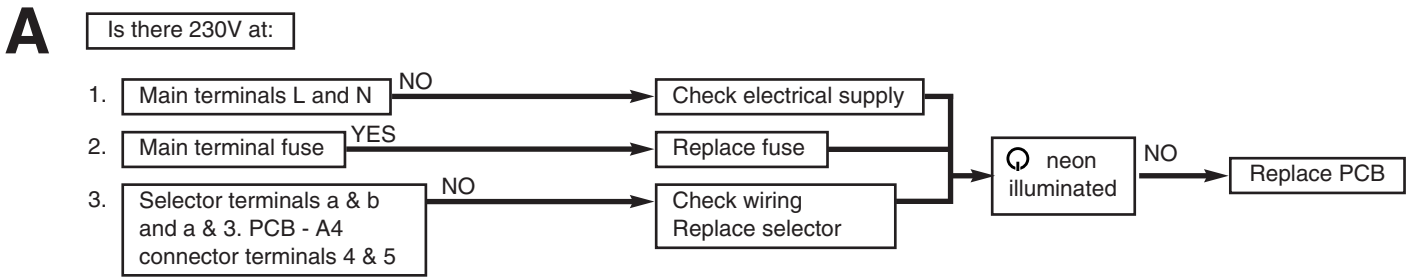 A
Is there 230V at:
1. Main terminals L and N
NO
Check electrical supply
2. Main terminal fuse
YES
Replace fuse
3. Selector terminals a & b
and a & 3. PCB - A4
connector terminals 4 & 5
NO
Check wiring
Replace selector
neon
illuminated
NO
Replace PCB